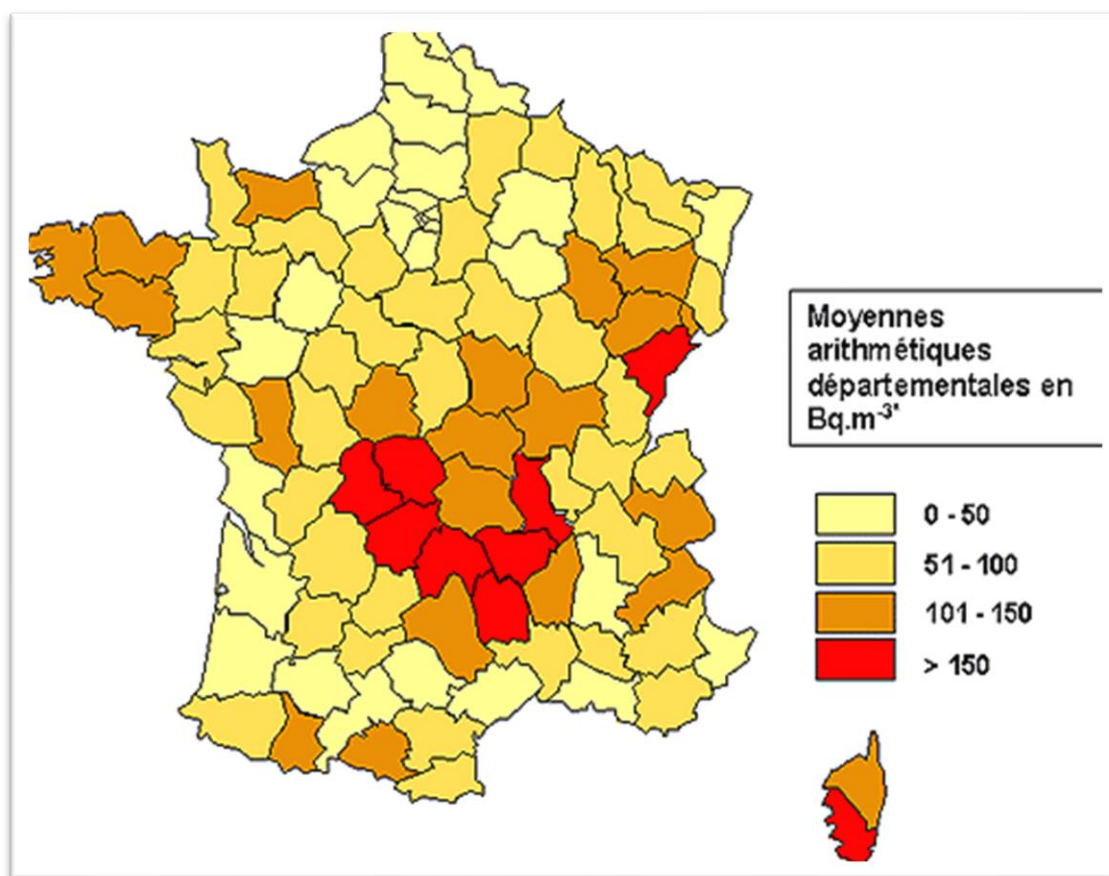 Moyennes
arithmétiques
départementales en
Bq.m-3*
0 - 50
51 - 100
101 - 150
> 150